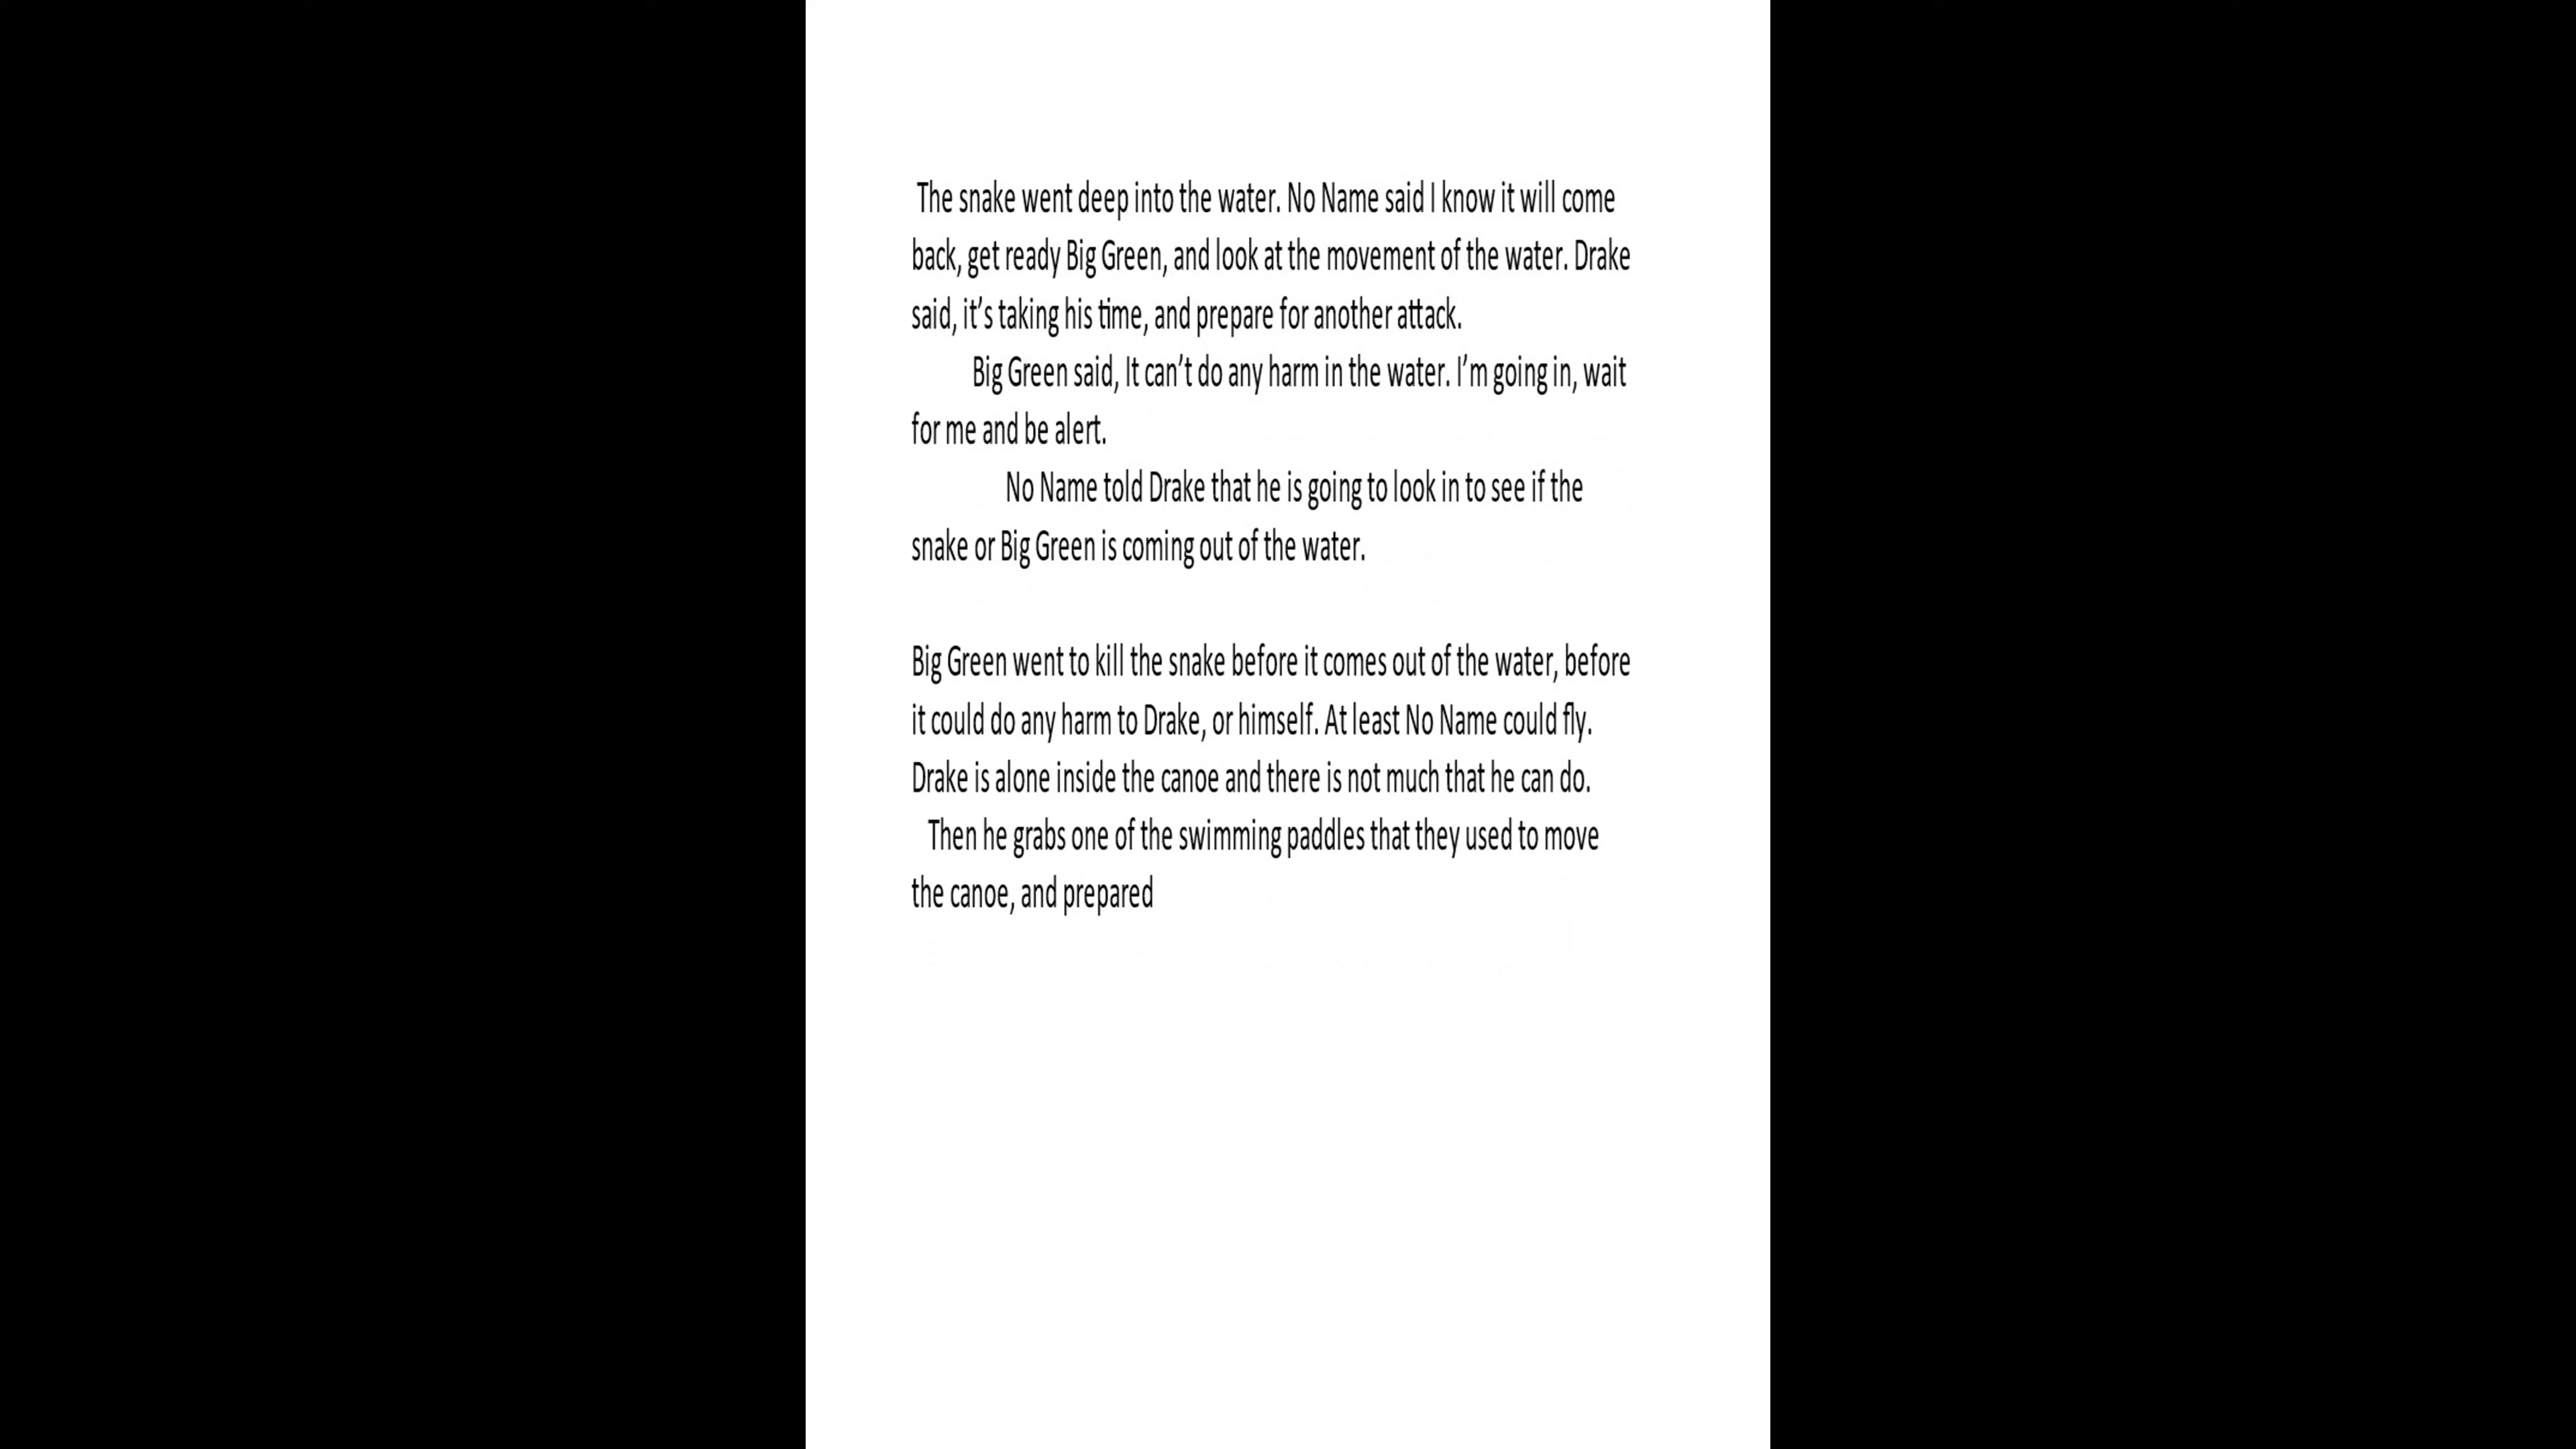 The snake went deep into the water. No Name said I know it will come
back, get ready Big Green, and look at the movement of the water. Drake
said, it’s taking his time, and prepare for another attack.
Big Green said, It can’t do any harm in the water. I’m going in, wait
for me and be alert.
No Name told Drake that he is going to look in to see if the
snake or Big Green is coming out of the water.
Big Green went to kill the snake before it comes out of the water, before
it could do any harm to Drake, or himself. At least No Name could fly.
Drake is alone inside the canoe and there is not much that he can do.
Then he grabs one of the swimming paddles that they used to move
the canoe, and prepared